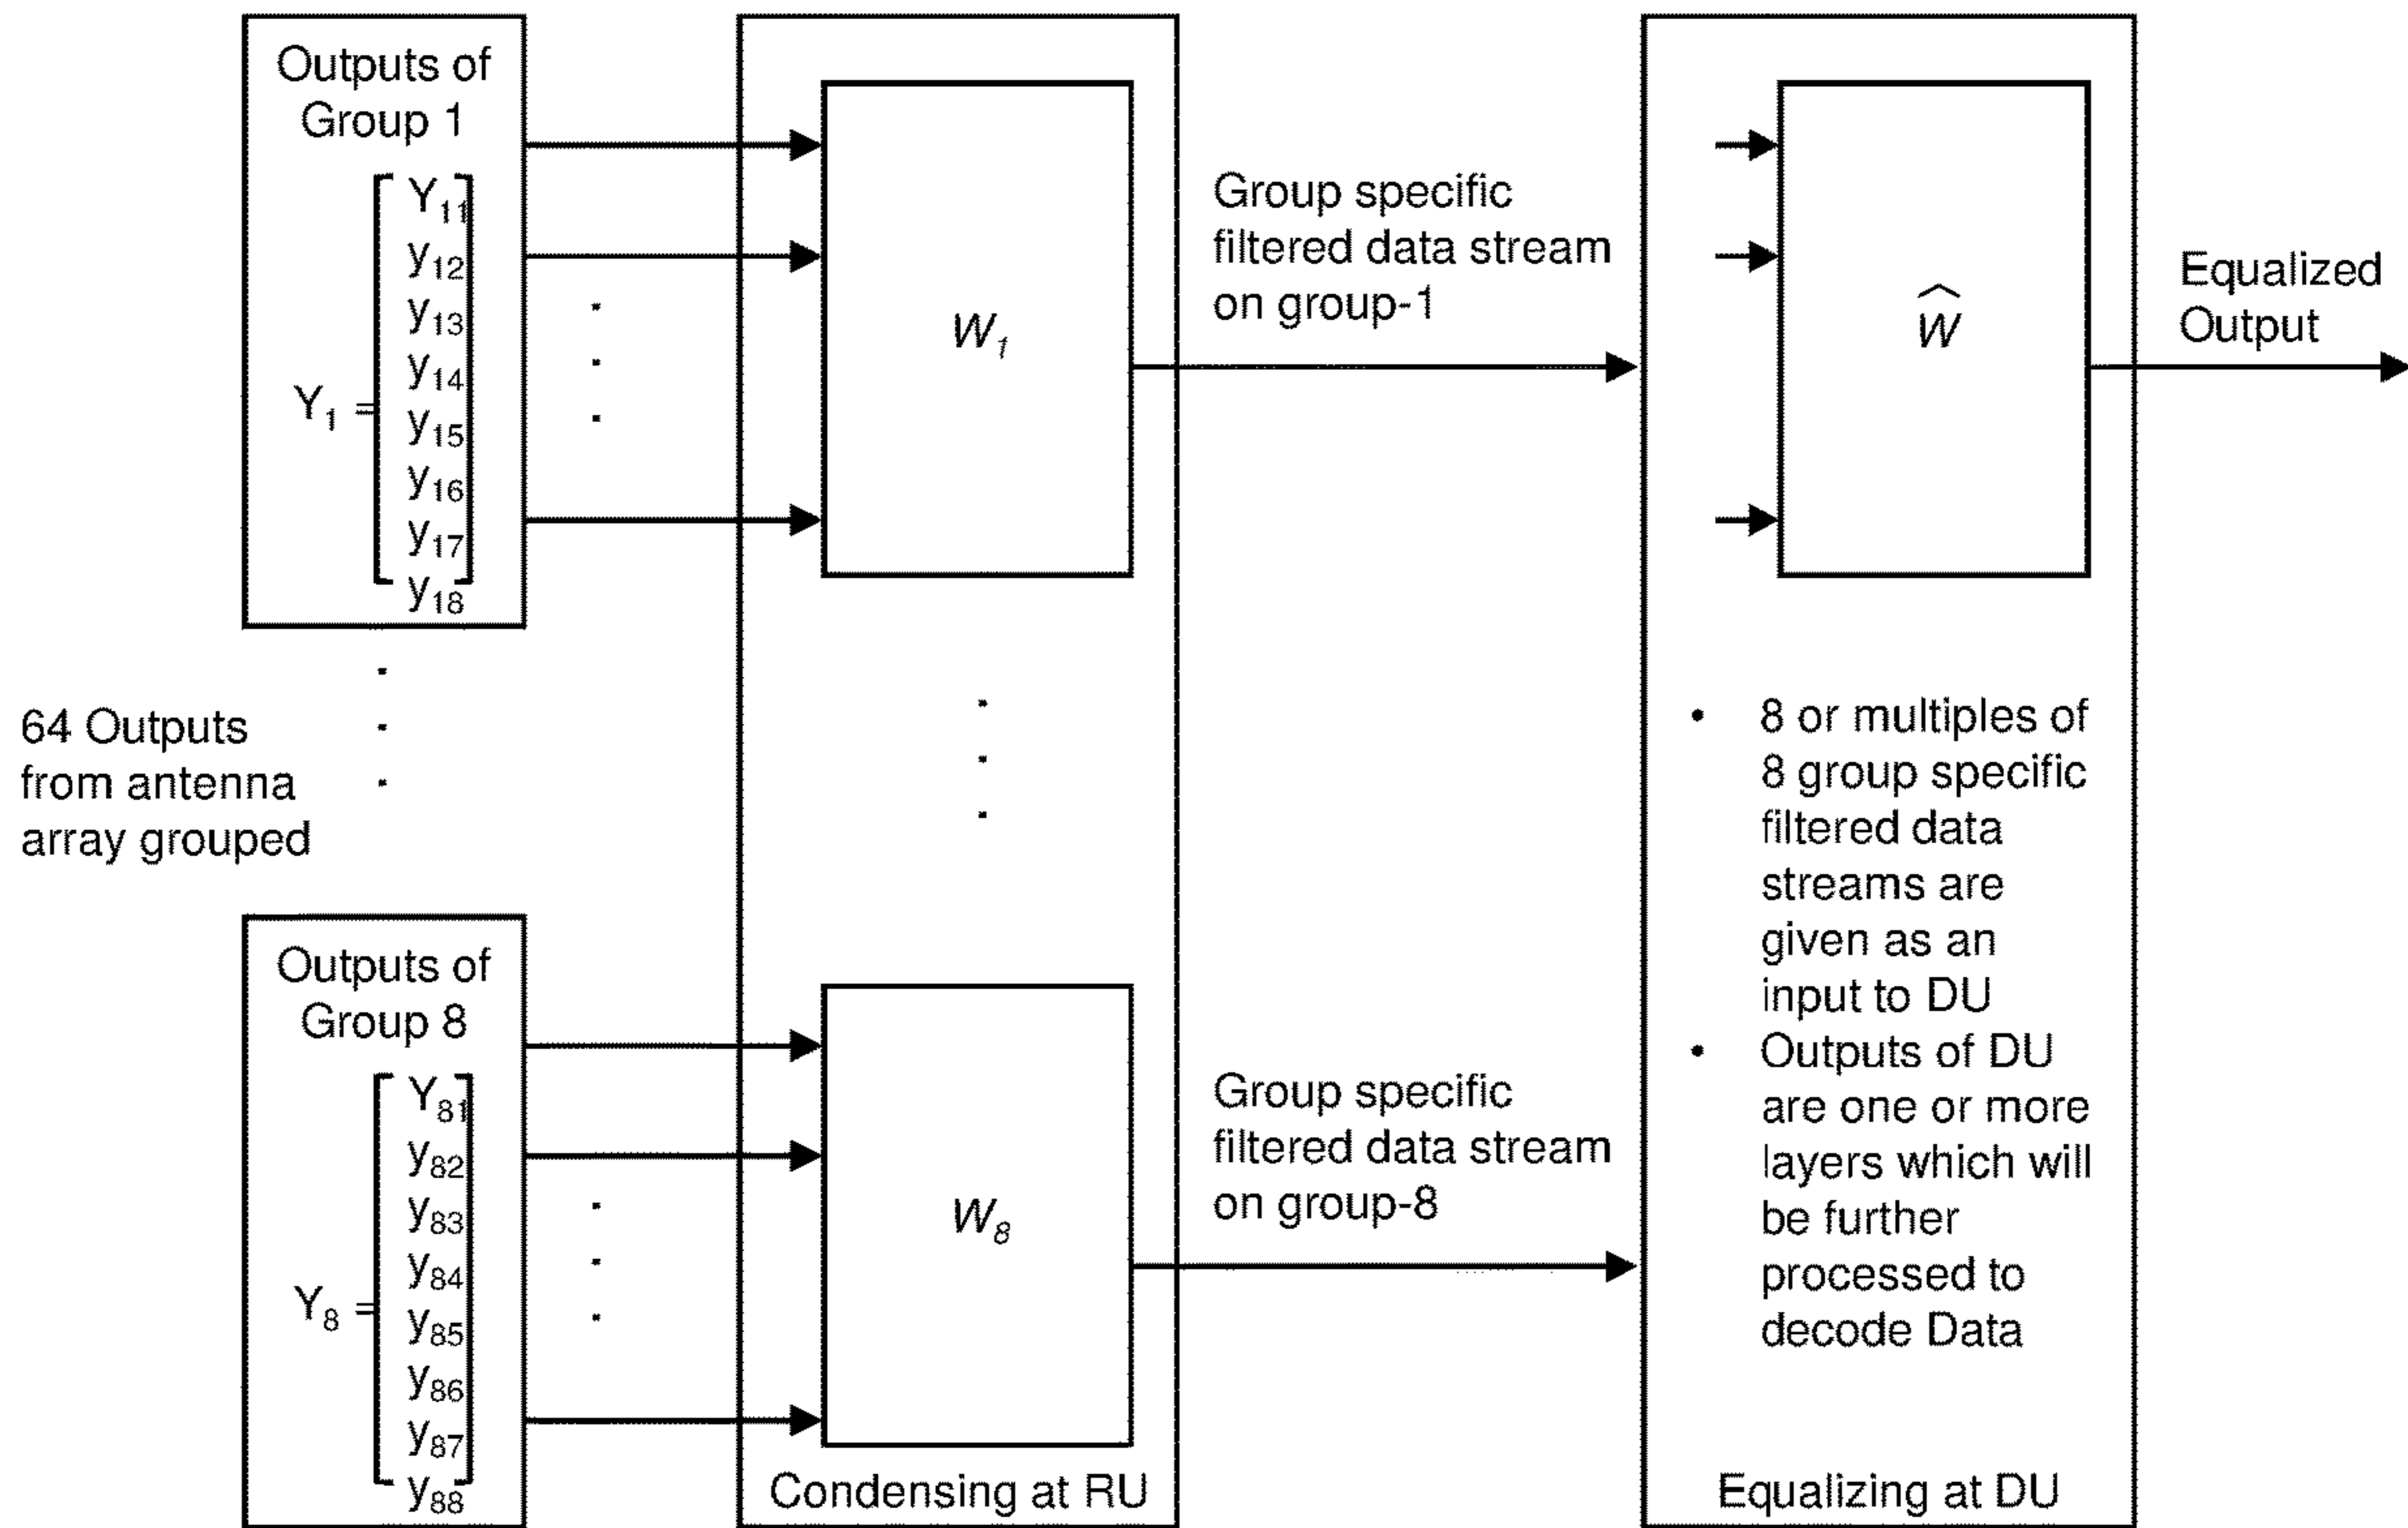 Outputs of
Group 1
Y₁ =
Y₁₁
y₁₂
y₁₃
y₁₄
y₁₅
y₁₆
y₁₇
y₁₈
64 Outputs
from antenna
array grouped
Outputs of
Group 8
Y₈ =
Y₈₁
y₈₂
y₈₃
y₈₄
y₈₅
y₈₆
y₈₇
y₈₈
W₁
W₈
Condensing at RU
Group specific
filtered data stream
on group-1
Group specific
filtered data stream
on group-8
Ŵ
• 8 or multiples of
8 group specific
filtered data
streams are
given as an
input to DU
• Outputs of DU
are one or more
layers which will
be further
processed to
decode Data
Equalizing at DU
Equalized
Output